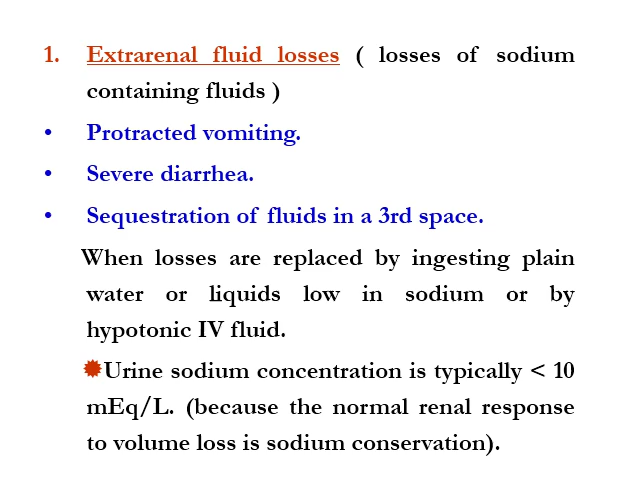 1. Extrarenal fluid losses ( losses of sodium
containing fluids )
• Protracted vomiting.
• Severe diarrhea.
• Sequestration of fluids in a 3rd space.
When losses are replaced by ingesting plain
water or liquids low in sodium or by
hypotonic IV fluid.
Urine sodium concentration is typically < 10
mEq/L. (because the normal renal response
to volume loss is sodium conservation).